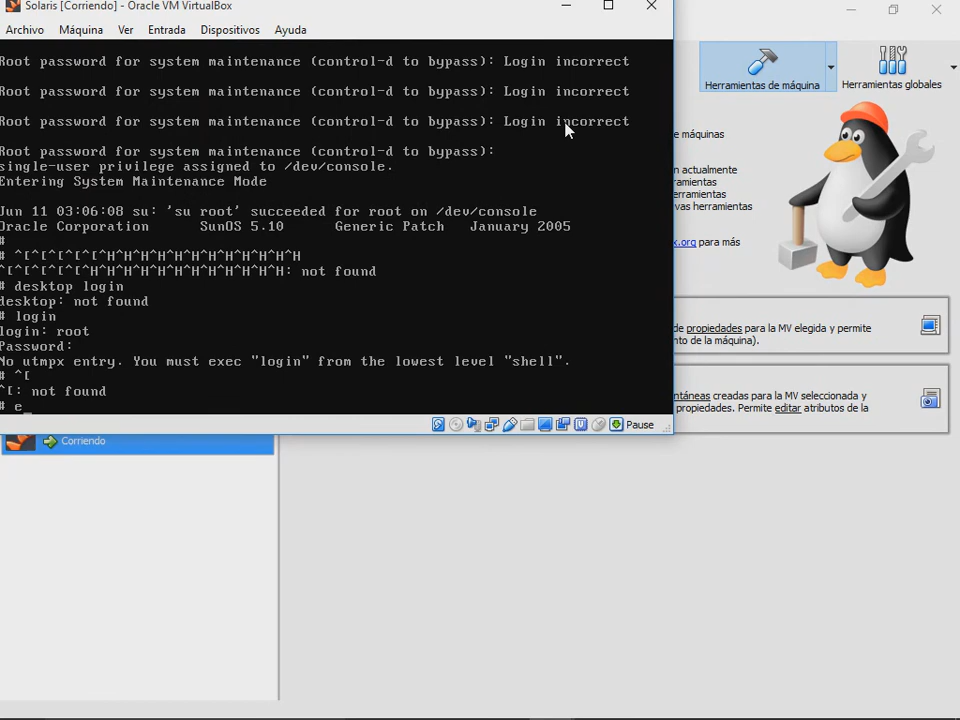 Solaris [Corriendo] - Oracle VM VirtualBox
Archivo Máquina Ver Entrada Dispositivos Ayuda
Root password for system maintenance (control-d to bypass): Login incorrect
Root password for system maintenance (control-d to bypass): Login incorrect
Root password for system maintenance (control-d to bypass): Login incorrect
Root password for system maintenance (control-d to bypass):
single-user privilege assigned to /dev/console.
Entering System Maintenance Mode
Jun 11 03:06:08 su: 'su root' succeeded for root on /dev/console
Oracle Corporation SunOS 5.10 Generic Patch January 2005
#
# ^[^[^[^[^[^H^H^H^H^H^H^H^H^H^H^H^H^H
^[^[^[^[^[^H^H^H^H^H^H^H^H^H^H^H^H^H: not found
# desktop login
desktop: not found
# login
login: root
Password:
No utmpx entry. You must exec "login" from the lowest level "shell".
# ^[
^[: not found
# e_
Pause
Corriendo
Herramientas de máquina
Herramientas globales
de máquinas
n actualmente
ramientas
erramientas
vas herramientas
x.org para más
de propiedades para la MV elegida y permite
nto de la máquina).
ntáneas creadas para la MV seleccionada y
propiedades. Permite editar atributos de la